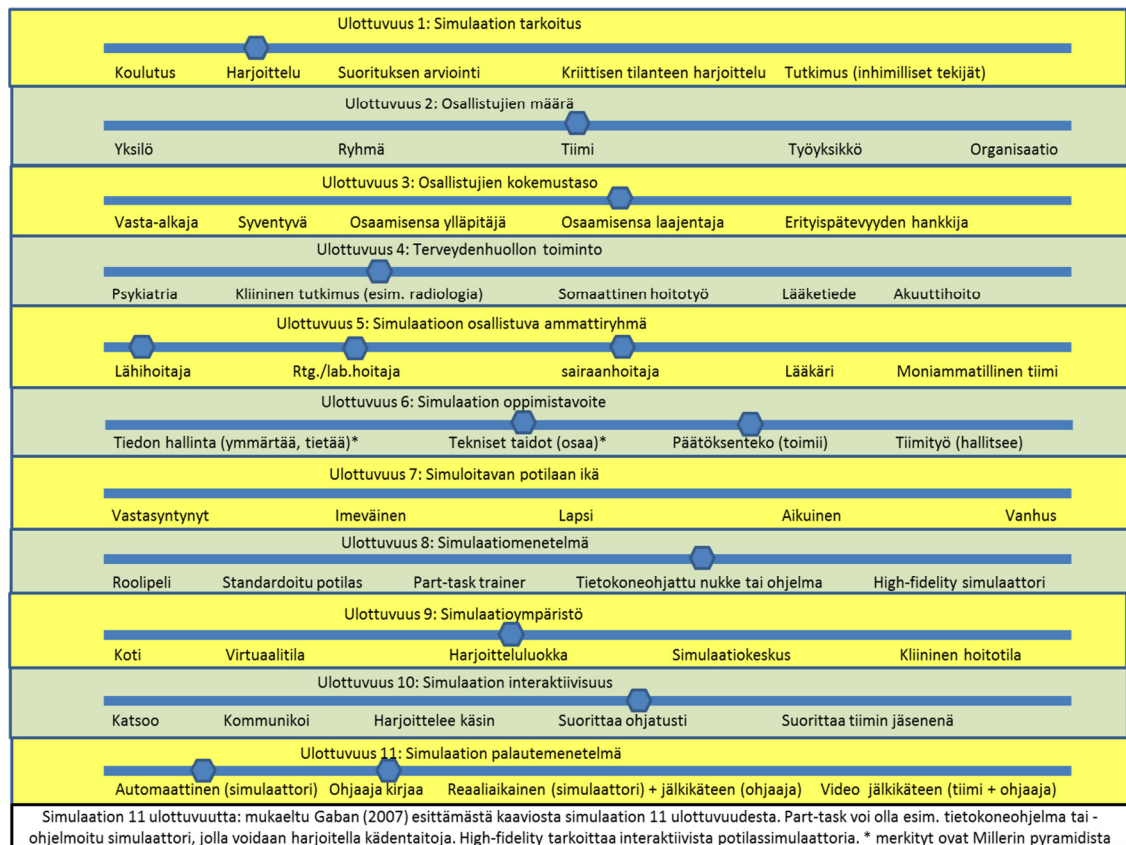 Ulottuvuus 1: Simulaation tarkoitus
Koulutus Harjoittelu Suorituksen arviointi Kriittisen tilanteen harjoittelu Tutkimus (inhimilliset tekijät)
Ulottuvuus 2: Osallistujien määrä
Yksilö Ryhmä Tiimi Työyksikkö Organisaatio
Ulottuvuus 3: Osallistujien kokemustaso
Vasta-alkaja Syventyvä Osaamisensa ylläpitäjä Osaamisensa laajentaja Erityispätevyyden hankkija
Ulottuvuus 4: Terveydenhuollon toiminto
Psykiatria Kliininen tutkimus (esim. radiologia) Somaattinen hoitotyö Lääketiede Akuuttihoito
Ulottuvuus 5: Simulaatioon osallistuva ammattiryhmä
Lähihoitaja Rtg./lab.hoitaja sairaanhoitaja Lääkäri Moniammatillinen tiimi
Ulottuvuus 6: Simulaation oppimistavoite
Tiedon hallinta (ymmärtää, tietää)* Tekniset taidot (osaa)* Päätöksenteko (toimii) Tiimityö (hallitsee)
Ulottuvuus 7: Simuloitavan potilaan ikä
Vastasyntynyt Imeväinen Lapsi Aikuinen Vanhus
Ulottuvuus 8: Simulaatiomenetelmä
Roolipeli Standardoitu potilas Part-task trainer Tietokoneohjattu nukke tai ohjelma High-fidelity simulaattori
Ulottuvuus 9: Simulaatioympäristö
Koti Virtuaalitila Harjoitteluluokka Simulaatiokeskus Kliininen hoitotila
Ulottuvuus 10: Simulaation interaktiivisuus
Katsoo Kommunikoi Harjoittelee käsin Suorittaa ohjatusti Suorittaa tiimin jäsenenä
Ulottuvuus 11: Simulaation palautemenetelmä
Automaattinen (simulaattori) Ohjaaja kirjaa Reaaliaikainen (simulaattori) + jälkikäteen (ohjaaja) Video jälkikäteen (tiimi + ohjaaja)
Simulaation 11 ulottuvuutta: mukaeltu Gaban (2007) esittämästä kaaviosta simulaation 11 ulottuvuudesta. Part-task voi olla esim. tietokoneohjelma tai -
ohjelmoitu simulaattori, jolla voidaan harjoitella kädentaitoja. High-fidelity tarkoittaa interaktiivista potilassimulaattoria. * merkityt ovat Millerin pyramidista